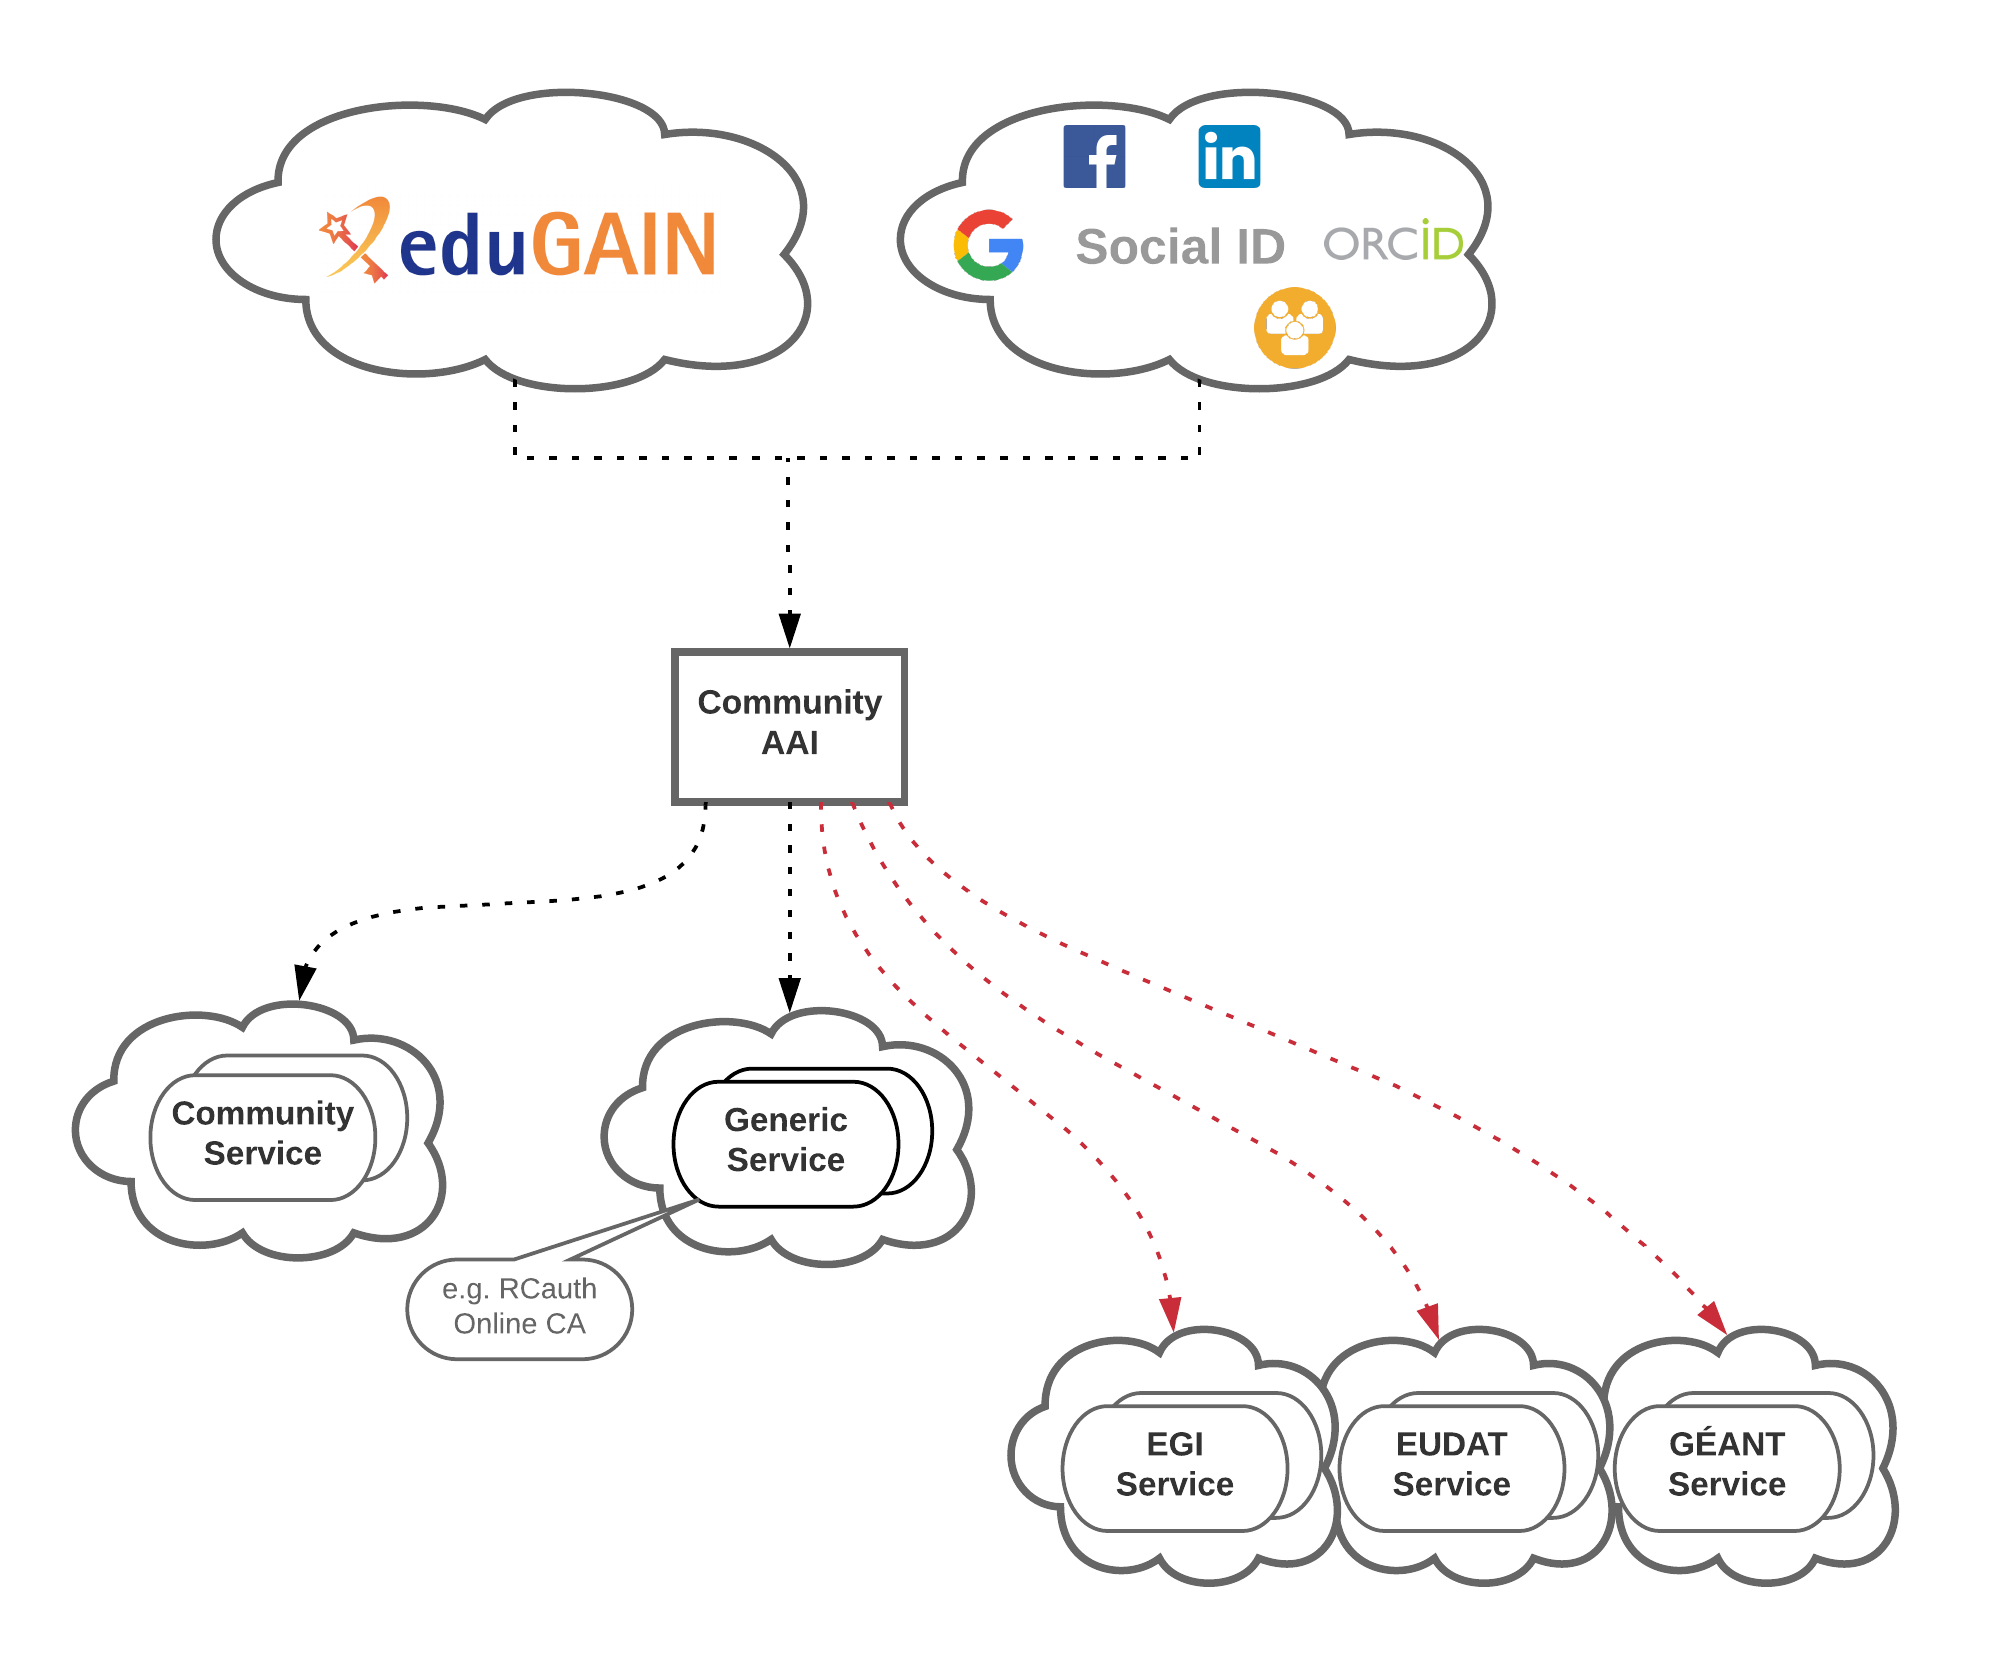 eduGAIN
Social ID
ORCID
Community
AAI
Community
Service
Generic
Service
e.g. RCauth
Online CA
EGI
Service
EUDAT
Service
GÉANT
Service